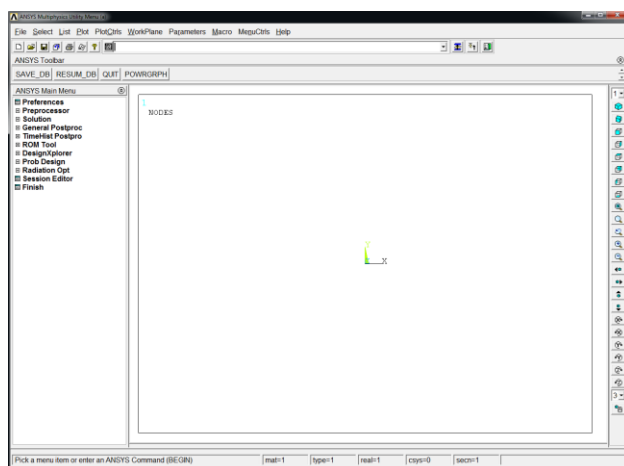 ANSYS Multiphysics Utility Menu
File Select List Plot PlotCtrls WorkPlane Parameters Macro MenuCtrls Help
ANSYS Toolbar
SAVE_DB RESUM_DB QUIT POWRGRPH
ANSYS Main Menu
Preferences
Preprocessor
Solution
General Postproc
TimeHist Postpro
ROM Tool
DesignXplorer
Prob Design
Radiation Opt
Session Editor
Finish
1
NODES
Y
Z X
1
3
Pick a menu item or enter an ANSYS Command (BEGIN) mat=1 type=1 real=1 csys=0 secn=1